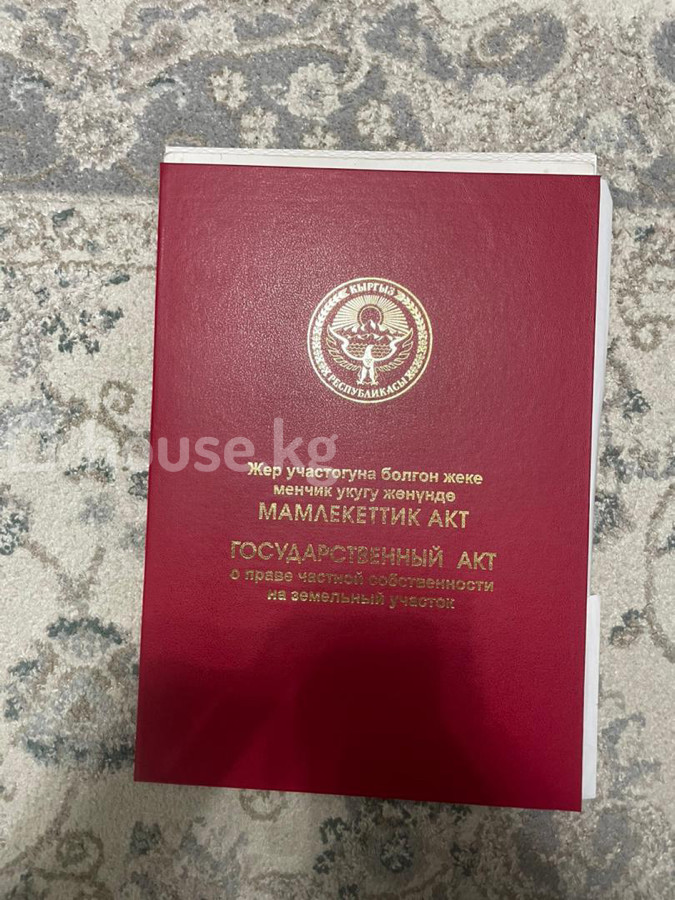 КЫРГЫЗ
РЕСПУБЛИКАСЫ
house.kg
Жер участогуна болгон жеке
менчик укугу жөнүндө
МАМЛЕКЕТТИК АКТ
ГОСУДАРСТВЕННЫЙ АКТ
о праве частной собственности
на земельный участок